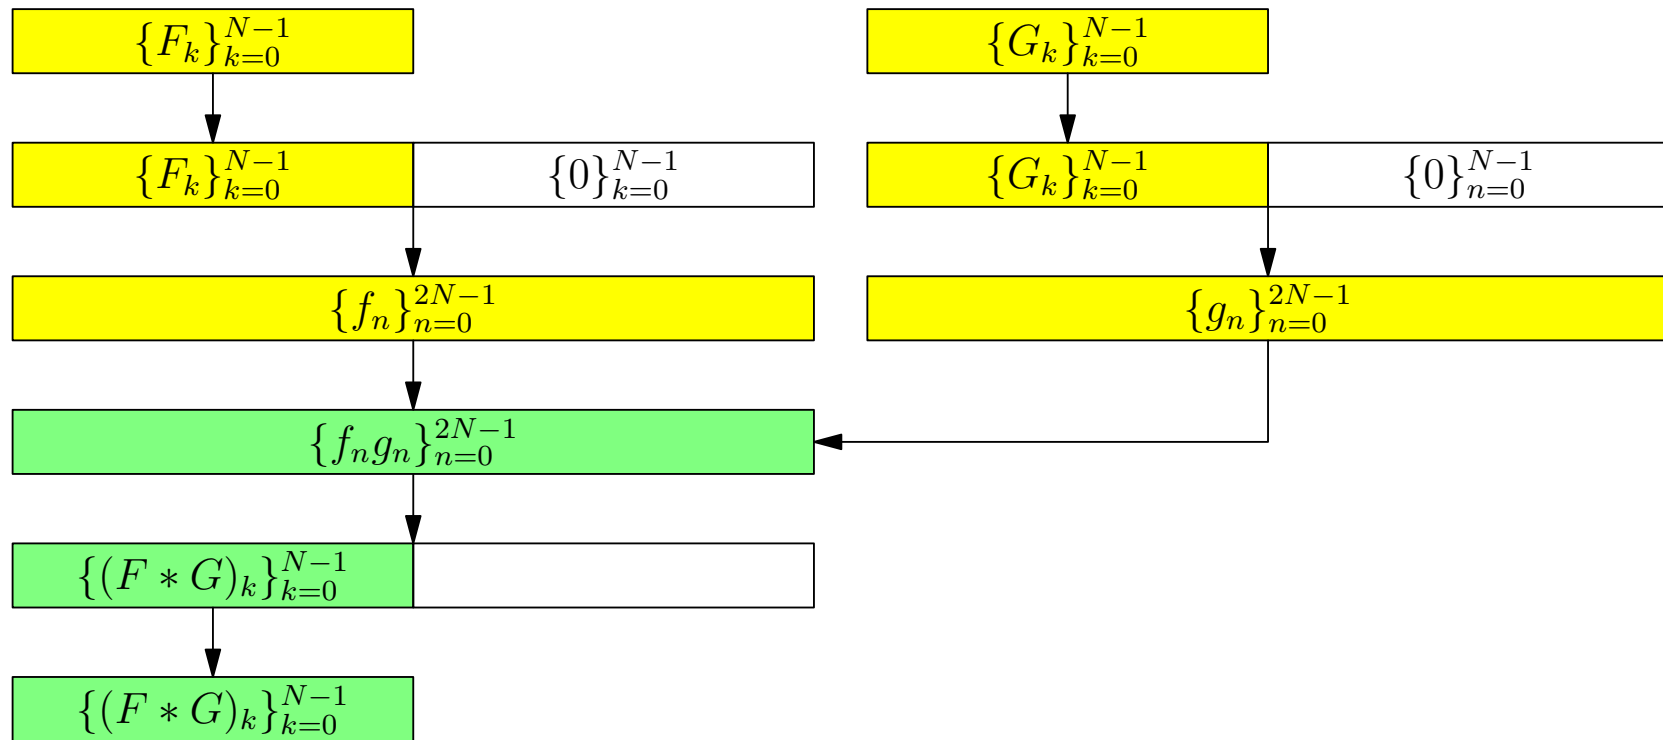 $\{F_k\}_{k=0}^{N-1}$ $\{G_k\}_{k=0}^{N-1}$
$\{F_k\}_{k=0}^{N-1}$ $\{0\}_{k=0}^{N-1}$ $\{G_k\}_{k=0}^{N-1}$ $\{0\}_{n=0}^{N-1}$
$\{f_n\}_{n=0}^{2N-1}$ $\{g_n\}_{n=0}^{2N-1}$
$\{f_n g_n\}_{n=0}^{2N-1}$
$\{(F * G)_k\}_{k=0}^{N-1}$
$\{(F * G)_k\}_{k=0}^{N-1}$